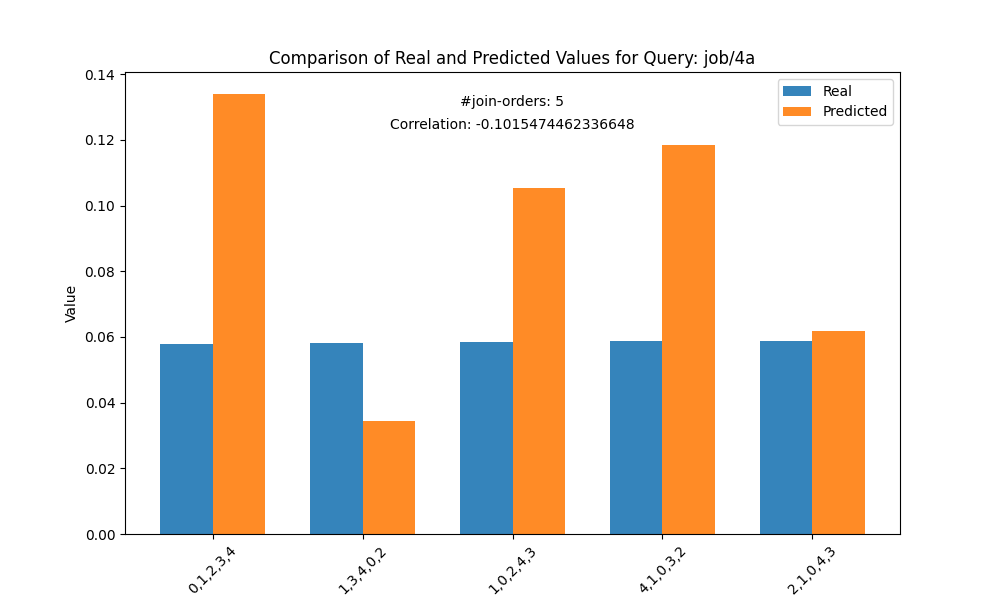 Comparison of Real and Predicted Values for Query: job/4a
#join-orders: 5
Correlation: -0.1015474462336648
Real
Predicted
Value
0.14
0.12
0.10
0.08
0.06
0.04
0.02
0.00
0,1,2,3,4
1,3,4,0,2
1,0,2,4,3
4,1,0,3,2
2,1,0,4,3